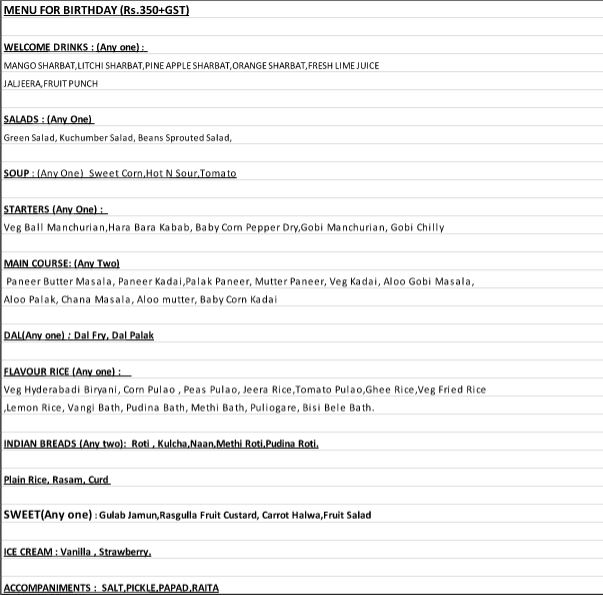 MENU FOR BIRTHDAY (Rs.350+GST)
WELCOME DRINKS : (Any one) :
MANGO SHARBAT,LITCHI SHARBAT,PINE APPLE SHARBAT,ORANGE SHARBAT,FRESH LIME JUICE
JALJEERA,FRUIT PUNCH
SALADS : (Any One)
Green Salad, Kuchumber Salad, Beans Sprouted Salad,
SOUP : (Any One) Sweet Corn,Hot N Sour,Tomato
STARTERS (Any One) :
Veg Ball Manchurian,Hara Bara Kabab, Baby Corn Pepper Dry,Gobi Manchurian, Gobi Chilly
MAIN COURSE: (Any Two)
Paneer Butter Masala, Paneer Kadai,Palak Paneer, Mutter Paneer, Veg Kadai, Aloo Gobi Masala,
Aloo Palak, Chana Masala, Aloo mutter, Baby Corn Kadai
DAL(Any one) : Dal Fry, Dal Palak
FLAVOUR RICE (Any one) :
Veg Hyderabadi Biryani, Corn Pulao , Peas Pulao, Jeera Rice,Tomato Pulao,Ghee Rice,Veg Fried Rice
,Lemon Rice, Vangi Bath, Pudina Bath, Methi Bath, Puliogare, Bisi Bele Bath.
INDIAN BREADS (Any two): Roti , Kulcha,Naan,Methi Roti,Pudina Roti,
Plain Rice, Rasam, Curd
SWEET(Any one) : Gulab Jamun,Rasgulla Fruit Custard, Carrot Halwa,Fruit Salad
ICE CREAM : Vanilla , Strawberry,
ACCOMPANIMENTS : SALT,PICKLE,PAPAD,RAITA